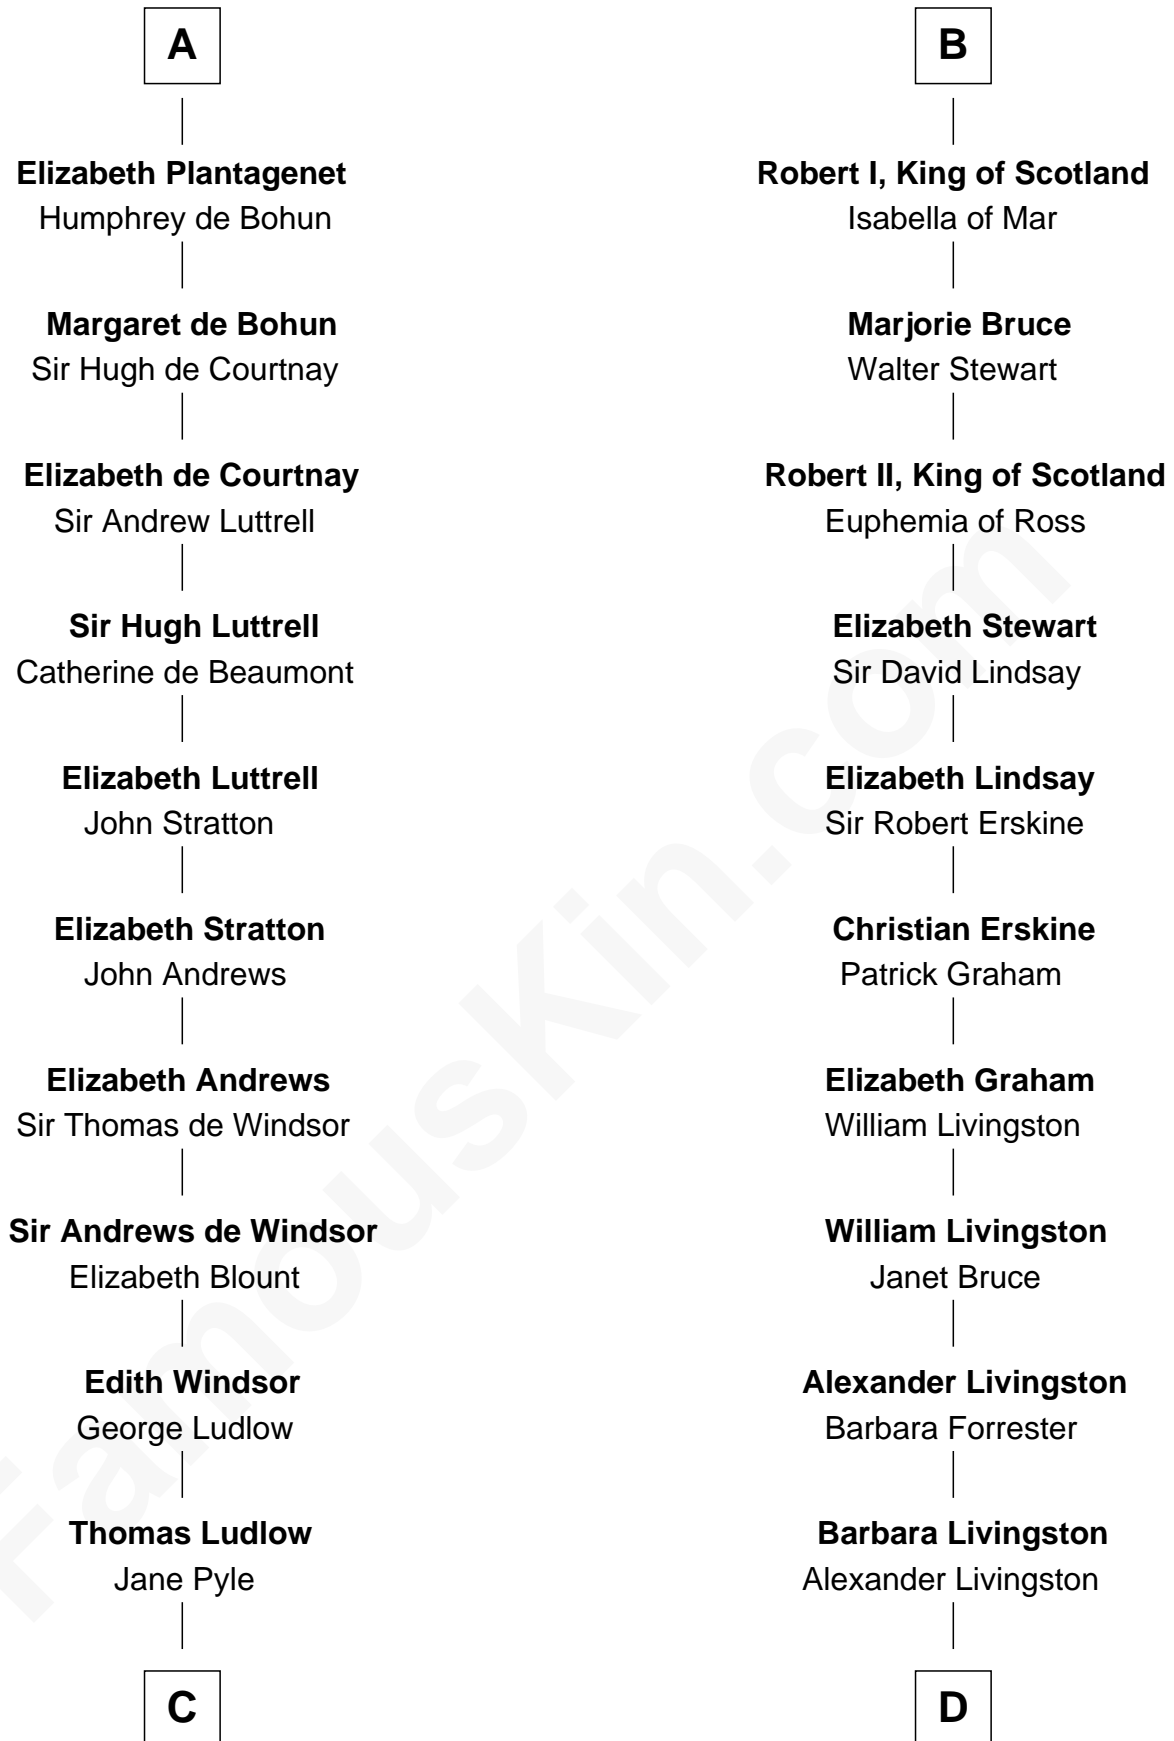 A
Elizabeth Plantagenet
Humphrey de Bohun
Margaret de Bohun
Sir Hugh de Courtnay
Elizabeth de Courtnay
Sir Andrew Luttrell
Sir Hugh Luttrell
Catherine de Beaumont
Elizabeth Luttrell
John Stratton
Elizabeth Stratton
John Andrews
Elizabeth Andrews
Sir Thomas de Windsor
Sir Andrews de Windsor
Elizabeth Blount
Edith Windsor
George Ludlow
Thomas Ludlow
Jane Pyle
C
B
Robert I, King of Scotland
Isabella of Mar
Marjorie Bruce
Walter Stewart
Robert II, King of Scotland
Euphemia of Ross
Elizabeth Stewart
Sir David Lindsay
Elizabeth Lindsay
Sir Robert Erskine
Christian Erskine
Patrick Graham
Elizabeth Graham
William Livingston
William Livingston
Janet Bruce
Alexander Livingston
Barbara Forrester
Barbara Livingston
Alexander Livingston
D
FamousKin.com